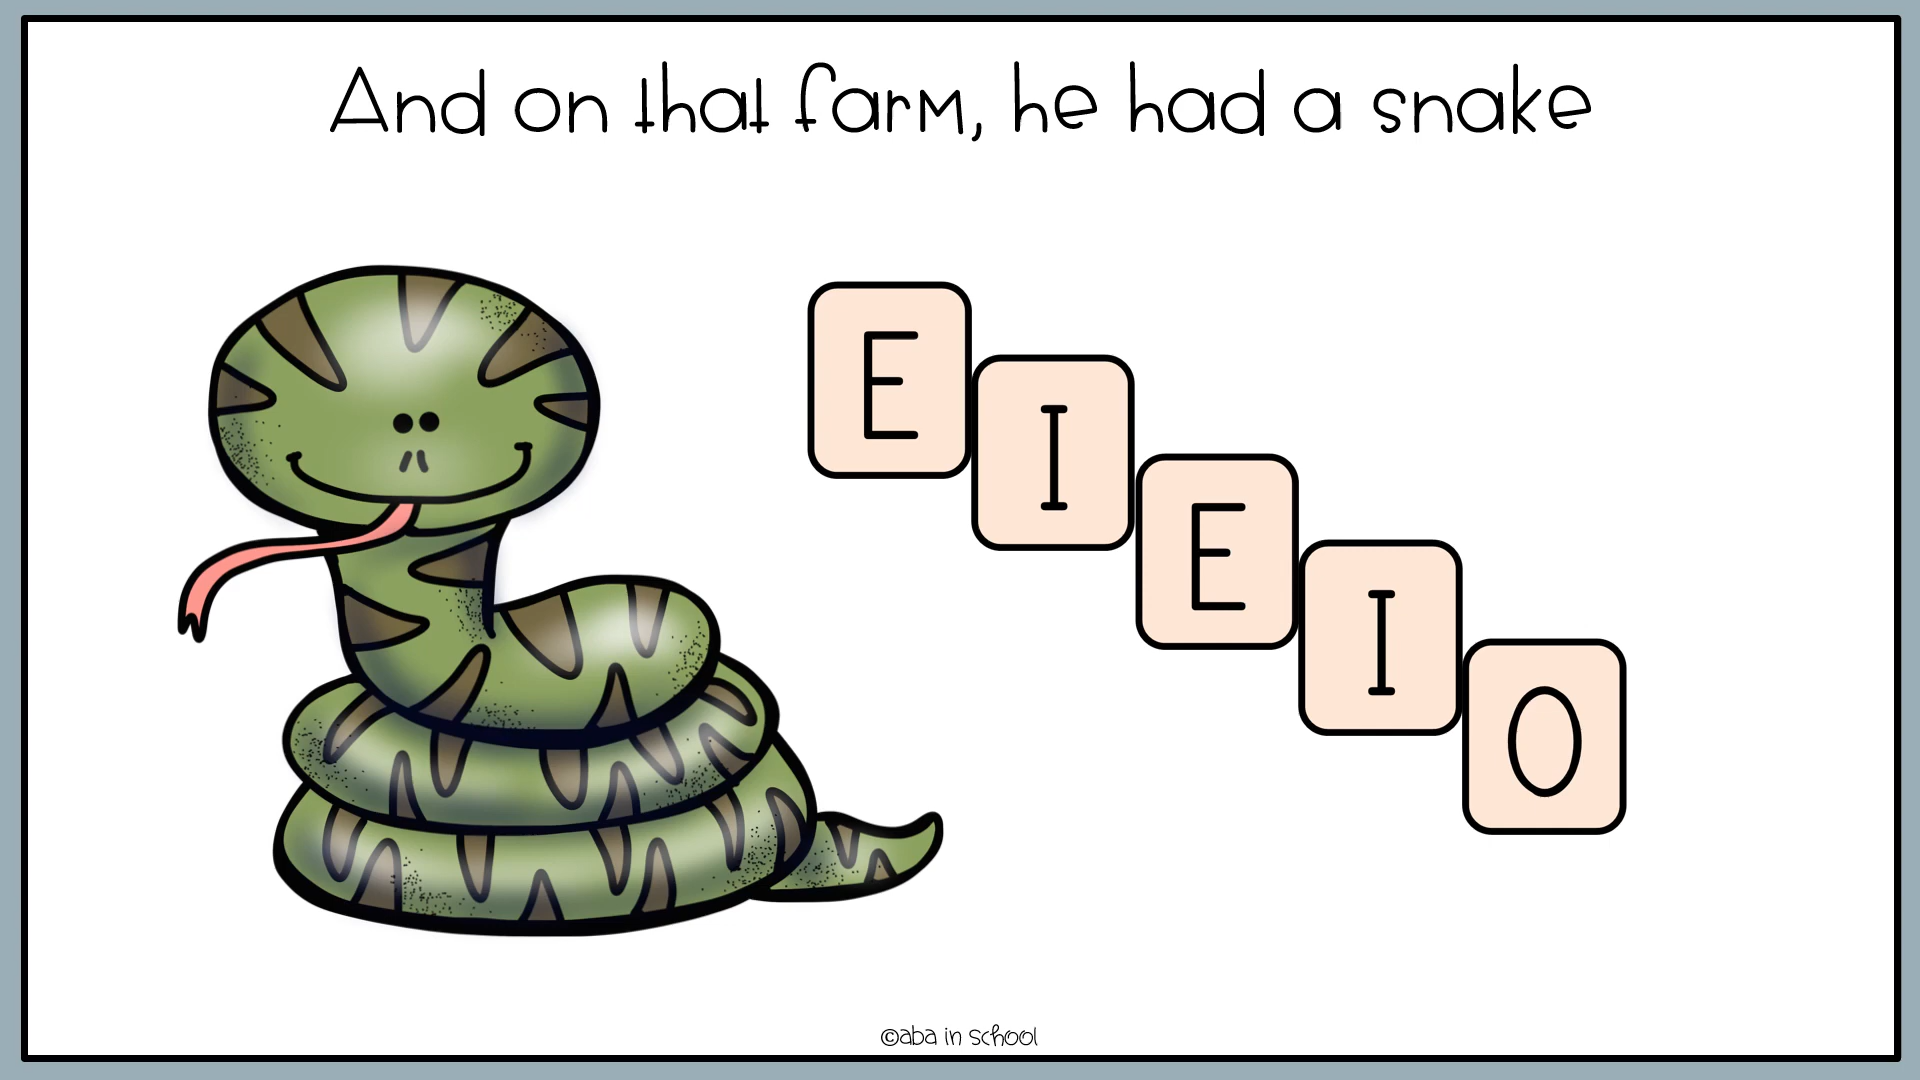 And on that farm, he had a snake
E
I
E
I
O
©aba in school